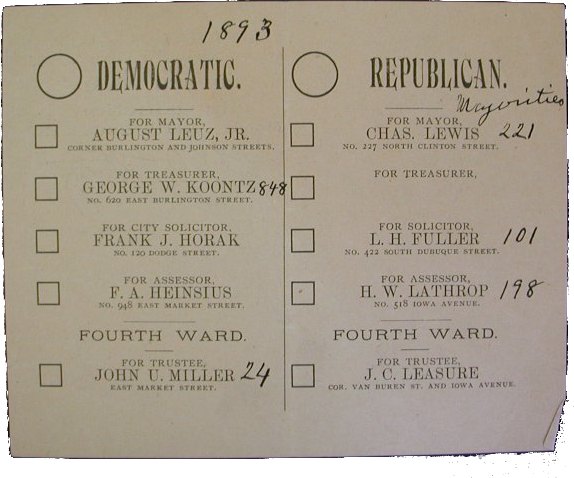 1893
DEMOCRATIC.
FOR MAYOR,
AUGUST LEUZ, JR.
CORNER BURLINGTON AND JOHNSON STREETS.
FOR TREASURER,
GEORGE W. KOONTZ 848
NO. 620 EAST BURLINGTON STREET.
FOR CITY SOLICITOR,
FRANK J. HORAK
NO. 120 DODGE STREET.
FOR ASSESSOR,
F. A. HEINSIUS
NO. 948 EAST MARKET STREET.
FOURTH WARD.
FOR TRUSTEE,
JOHN U. MILLER 24
EAST MARKET STREET.
REPUBLICAN.
Mayorities
FOR MAYOR,
CHAS. LEWIS 221
NO. 227 NORTH CLINTON STREET.
FOR TREASURER,
FOR SOLICITOR,
L. H. FULLER 101
NO. 422 SOUTH DUBUQUE STREET.
FOR ASSESSOR,
H. W. LATHROP 198
NO. 518 IOWA AVENUE.
FOURTH WARD.
FOR TRUSTEE,
J. C. LEASURE
COR. VAN BUREN ST. AND IOWA AVENUE.